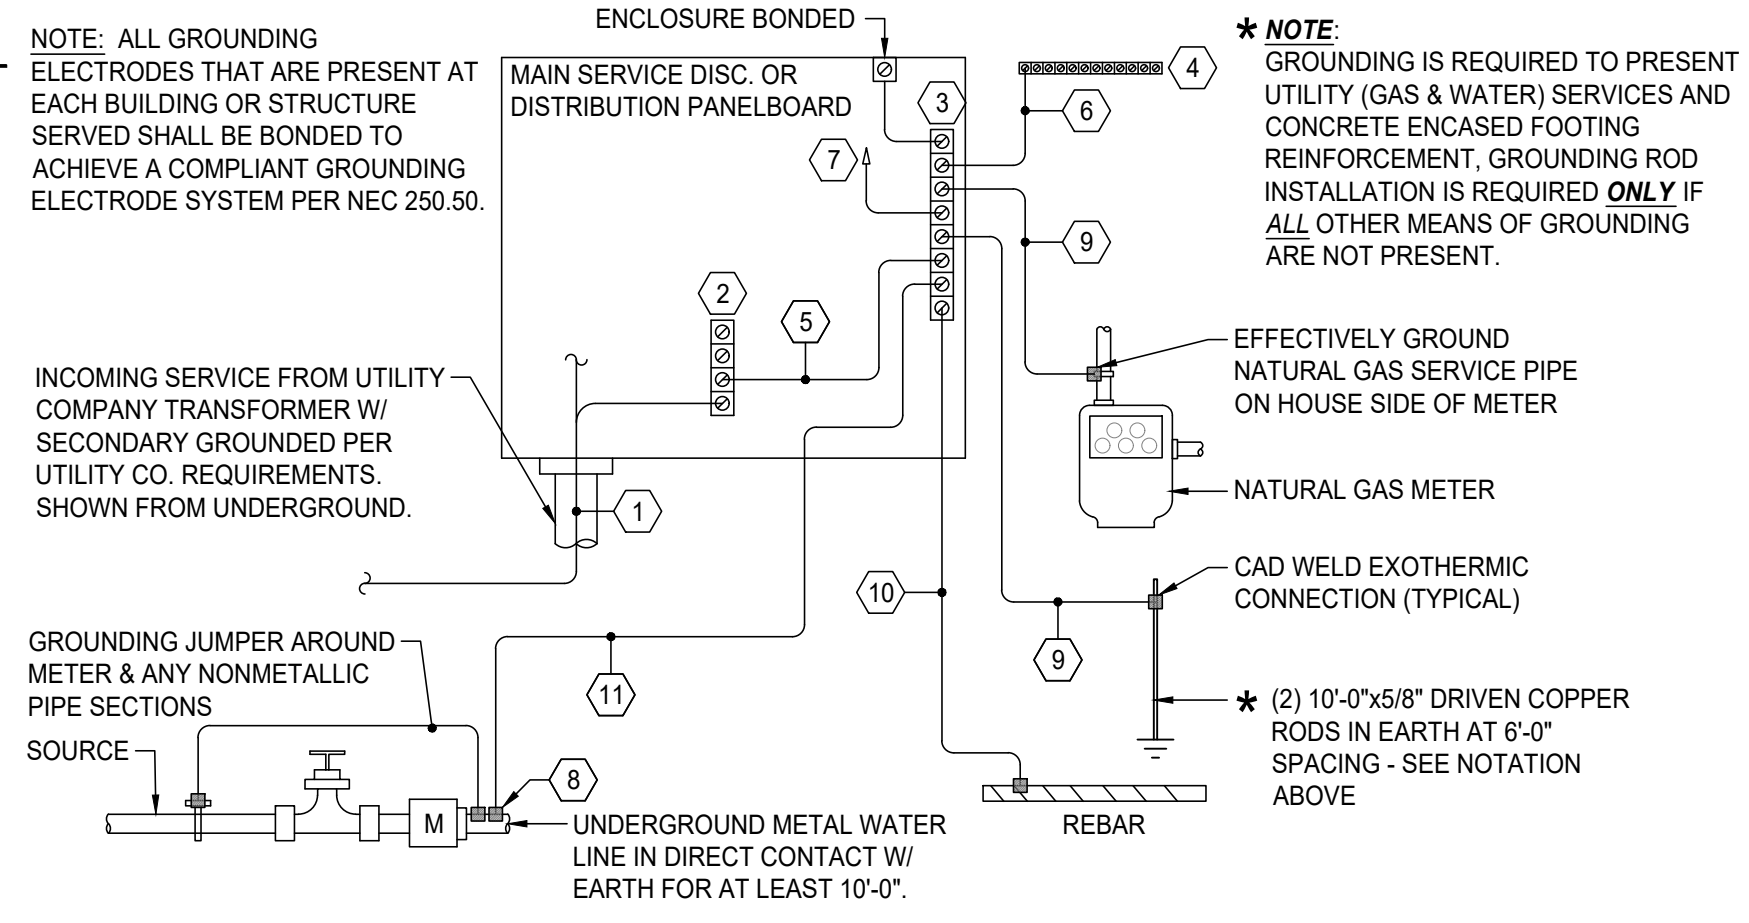 ENCLOSURE BONDED
NOTE: ALL GROUNDING
ELECTRODES THAT ARE PRESENT AT
EACH BUILDING OR STRUCTURE
SERVED SHALL BE BONDED TO
ACHIEVE A COMPLIANT GROUNDING
ELECTRODE SYSTEM PER NEC 250.50.
MAIN SERVICE DISC. OR
DISTRIBUTION PANELBOARD
3
4
6
7
9
2
5
* NOTE:
GROUNDING IS REQUIRED TO PRESENT
UTILITY (GAS & WATER) SERVICES AND
CONCRETE ENCASED FOOTING
REINFORCEMENT, GROUNDING ROD
INSTALLATION IS REQUIRED ONLY IF
ALL OTHER MEANS OF GROUNDING
ARE NOT PRESENT.
INCOMING SERVICE FROM UTILITY
COMPANY TRANSFORMER W/
SECONDARY GROUNDED PER
UTILITY CO. REQUIREMENTS.
SHOWN FROM UNDERGROUND.
1
EFFECTIVELY GROUND
NATURAL GAS SERVICE PIPE
ON HOUSE SIDE OF METER
NATURAL GAS METER
10
CAD WELD EXOTHERMIC
CONNECTION (TYPICAL)
9
11
GROUNDING JUMPER AROUND
METER & ANY NONMETALLIC
PIPE SECTIONS
SOURCE
8
M
* (2) 10'-0"x5/8" DRIVEN COPPER
RODS IN EARTH AT 6'-0"
SPACING - SEE NOTATION
ABOVE
REBAR
UNDERGROUND METAL WATER
LINE IN DIRECT CONTACT W/
EARTH FOR AT LEAST 10'-0".